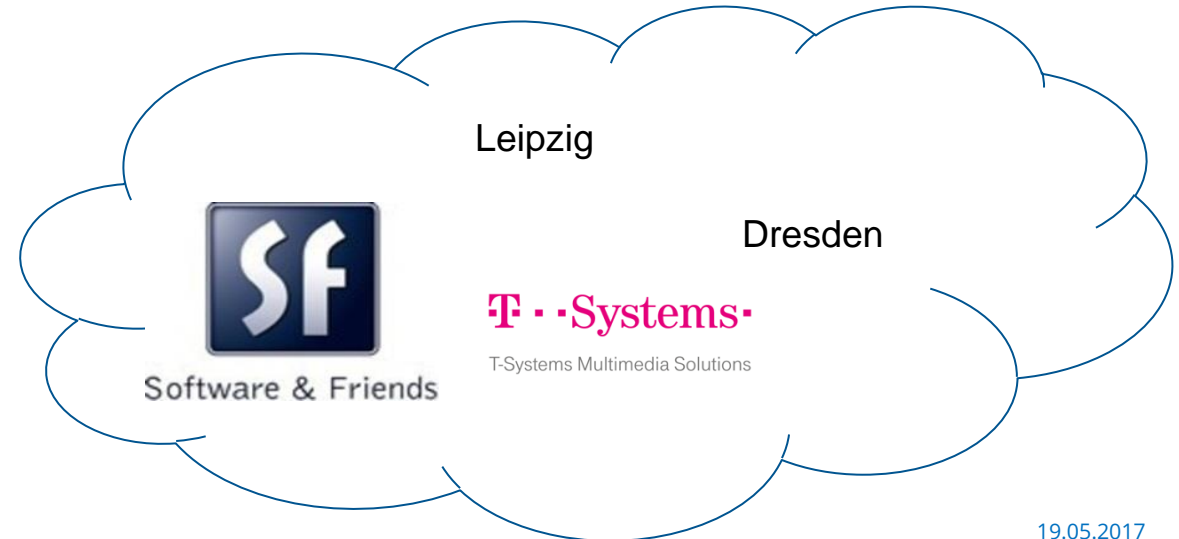 Leipzig
Dresden
SF
Software & Friends
T··Systems·
T-Systems Multimedia Solutions
19.05.2017